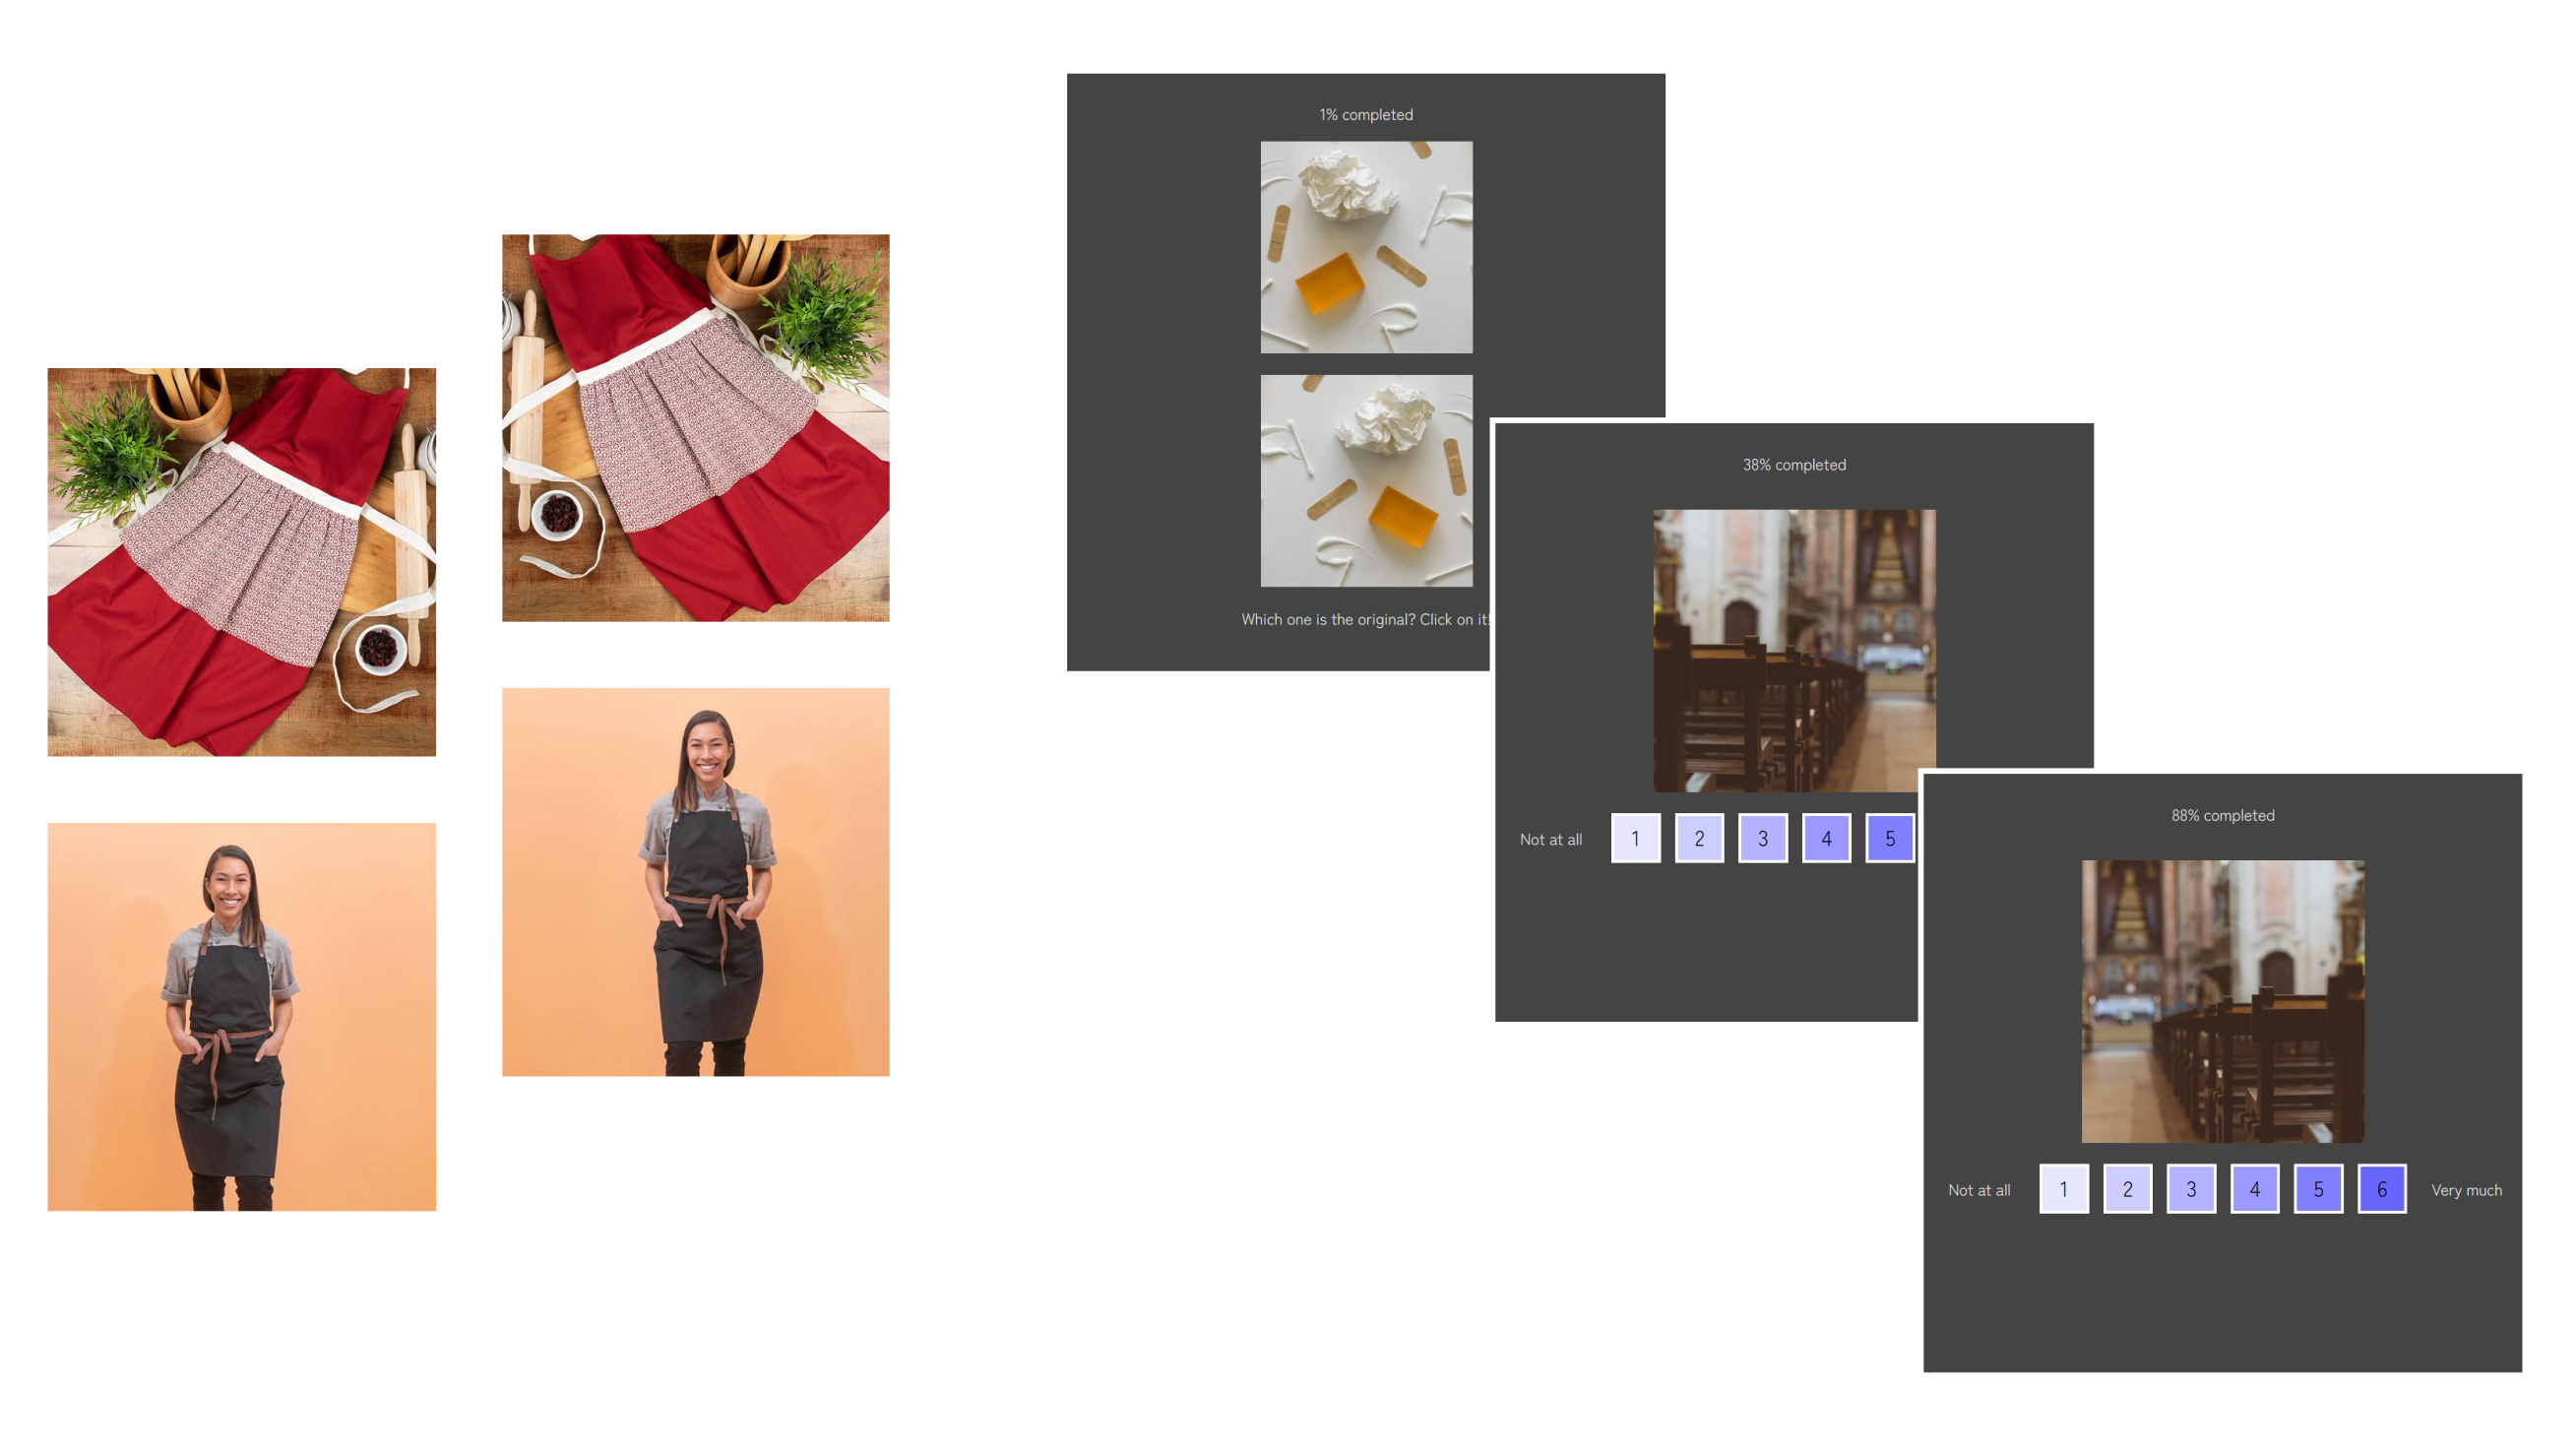 1% completed
Which one is the original? Click on it!
38% completed
Not at all 1 2 3 4 5
88% completed
Not at all 1 2 3 4 5 6 Very much